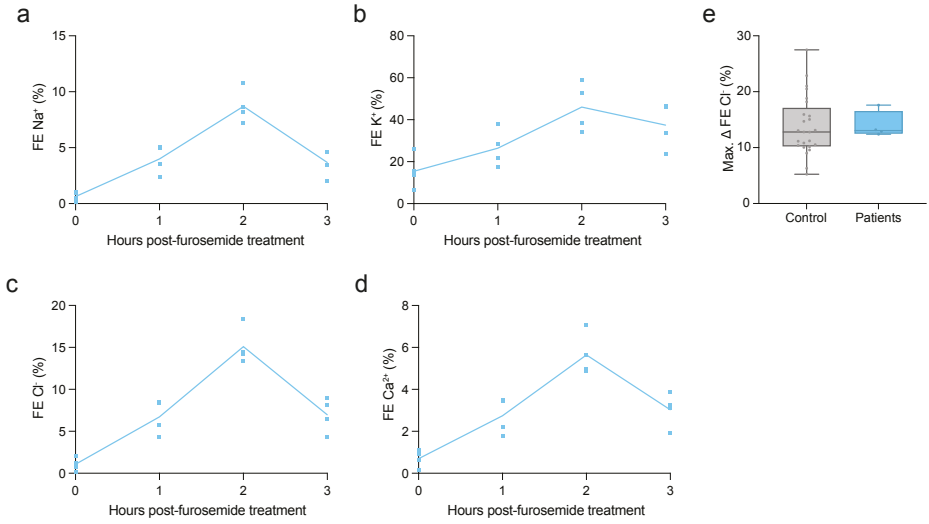 a
15
10
5
0
FE Na⁺ (%)
0 1 2 3
Hours post-furosemide treatment
b
80
60
40
20
0
FE K⁺ (%)
0 1 2 3
Hours post-furosemide treatment
e
30
20
10
0
Max. Δ FE Cl⁻ (%)
Control Patients
c
20
15
10
5
0
FE Cl⁻ (%)
0 1 2 3
Hours post-furosemide treatment
d
8
6
4
2
0
FE Ca²⁺ (%)
0 1 2 3
Hours post-furosemide treatment